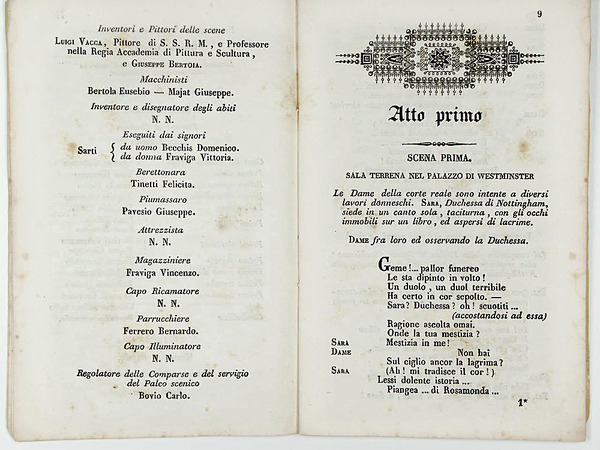 Inventori e Pittori delle scene
LUIGI VACCA, Pittore di S. S. R. M., e Professore
nella Regia Accademia di Pittura e Scultura,
e GIUSEPPE BERTOIA.
Macchinisti
Bertola Eusebio — Majat Giuseppe.
Inventore e disegnatore degli abiti
N. N.
Eseguiti dai signori
Sarti { da uomo Becchis Domenico.
{ da donna Fraviga Vittoria.
Berettonara
Tinetti Felicita.
Piumassaro
Pavesio Giuseppe.
Attrezzista
N. N.
Magazziniere
Fraviga Vincenzo.
Capo Ricamatore
N. N.
Parrucchiere
Ferrero Bernardo.
Capo Illuminatore
N. N.
Regolatore delle Comparse e del servigio
del Palco scenico
Bovio Carlo.
9
Atto primo
SCENA PRIMA.
SALA TERRENA NEL PALAZZO DI WESTMINSTER
Le Dame della corte reale sono intente a diversi
lavori donneschi. SARA, Duchessa di Nottingham,
siede in un canto sola, taciturna, con gli occhi
immobili sur un libro, ed aspersi di lacrime.
DAME fra loro ed osservando la Duchessa.
Geme!... pallor funereo
Le sta dipinto in volto!
Un duolo, un duol terribile
Ha certo in cor sepolto. —
Sara? Duchessa? oh! scuotiti ...
(accostandosi ad essa)
Ragione ascolta omai.
Onde la tua mestizia?
SARA Mestizia in me!
DAME Non hai
Sul ciglio ancor la lagrima?
SARA (Ah! mi tradisce il cor!)
Lessi dolente istoria ...
Piangea ... di Rosamonda ...
1*